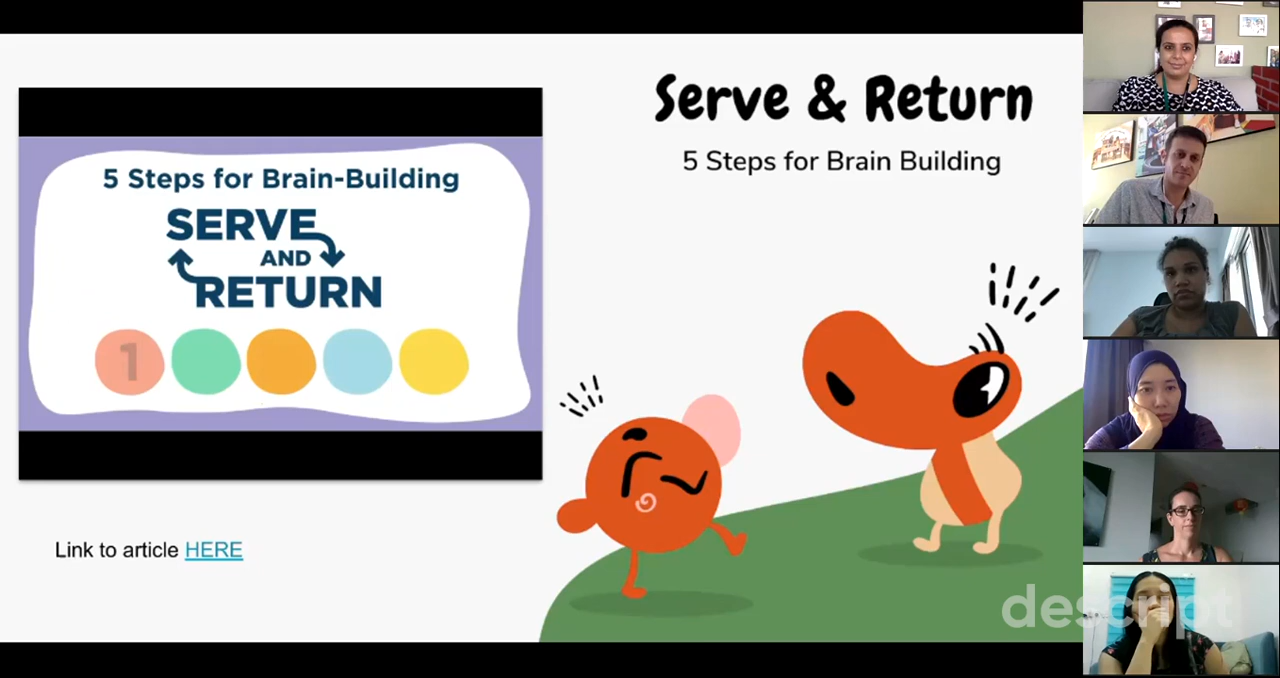 5 Steps for Brain-Building
SERVE
AND
RETURN
1
Link to article HERE
Serve & Return
5 Steps for Brain Building
descript